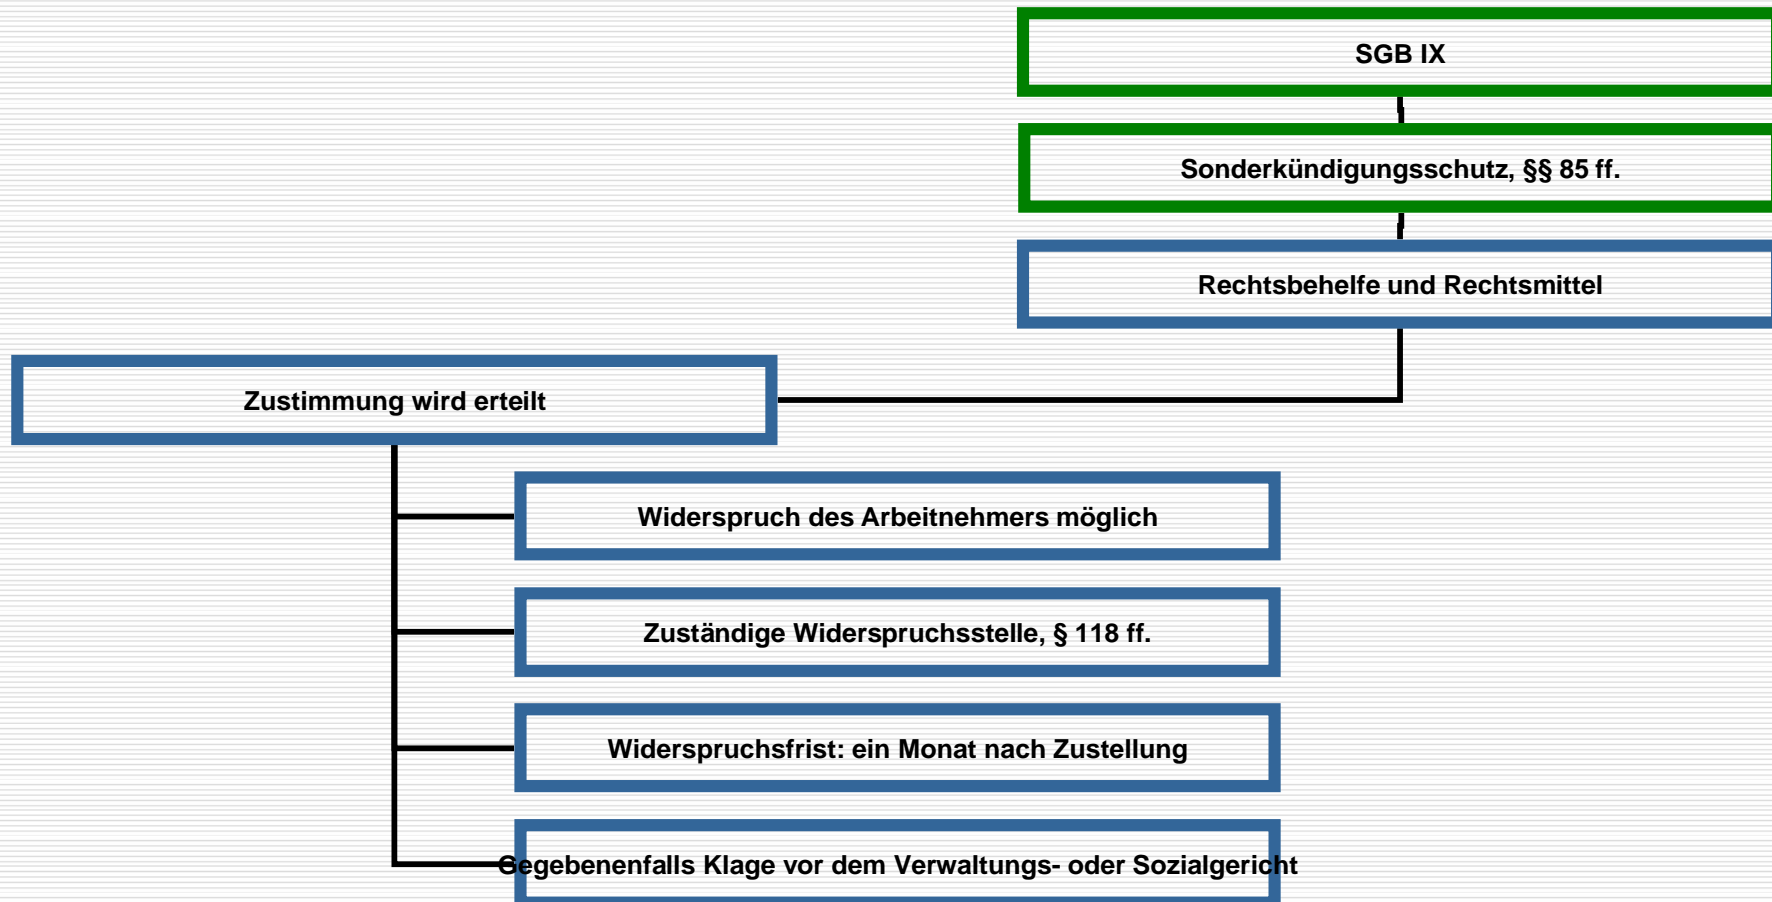 SGB IX
Sonderkündigungsschutz, §§ 85 ff.
Rechtsbehelfe und Rechtsmittel
Zustimmung wird erteilt
Widerspruch des Arbeitnehmers möglich
Zuständige Widerspruchsstelle, § 118 ff.
Widerspruchsfrist: ein Monat nach Zustellung
Gegebenenfalls Klage vor dem Verwaltungs- oder Sozialgericht